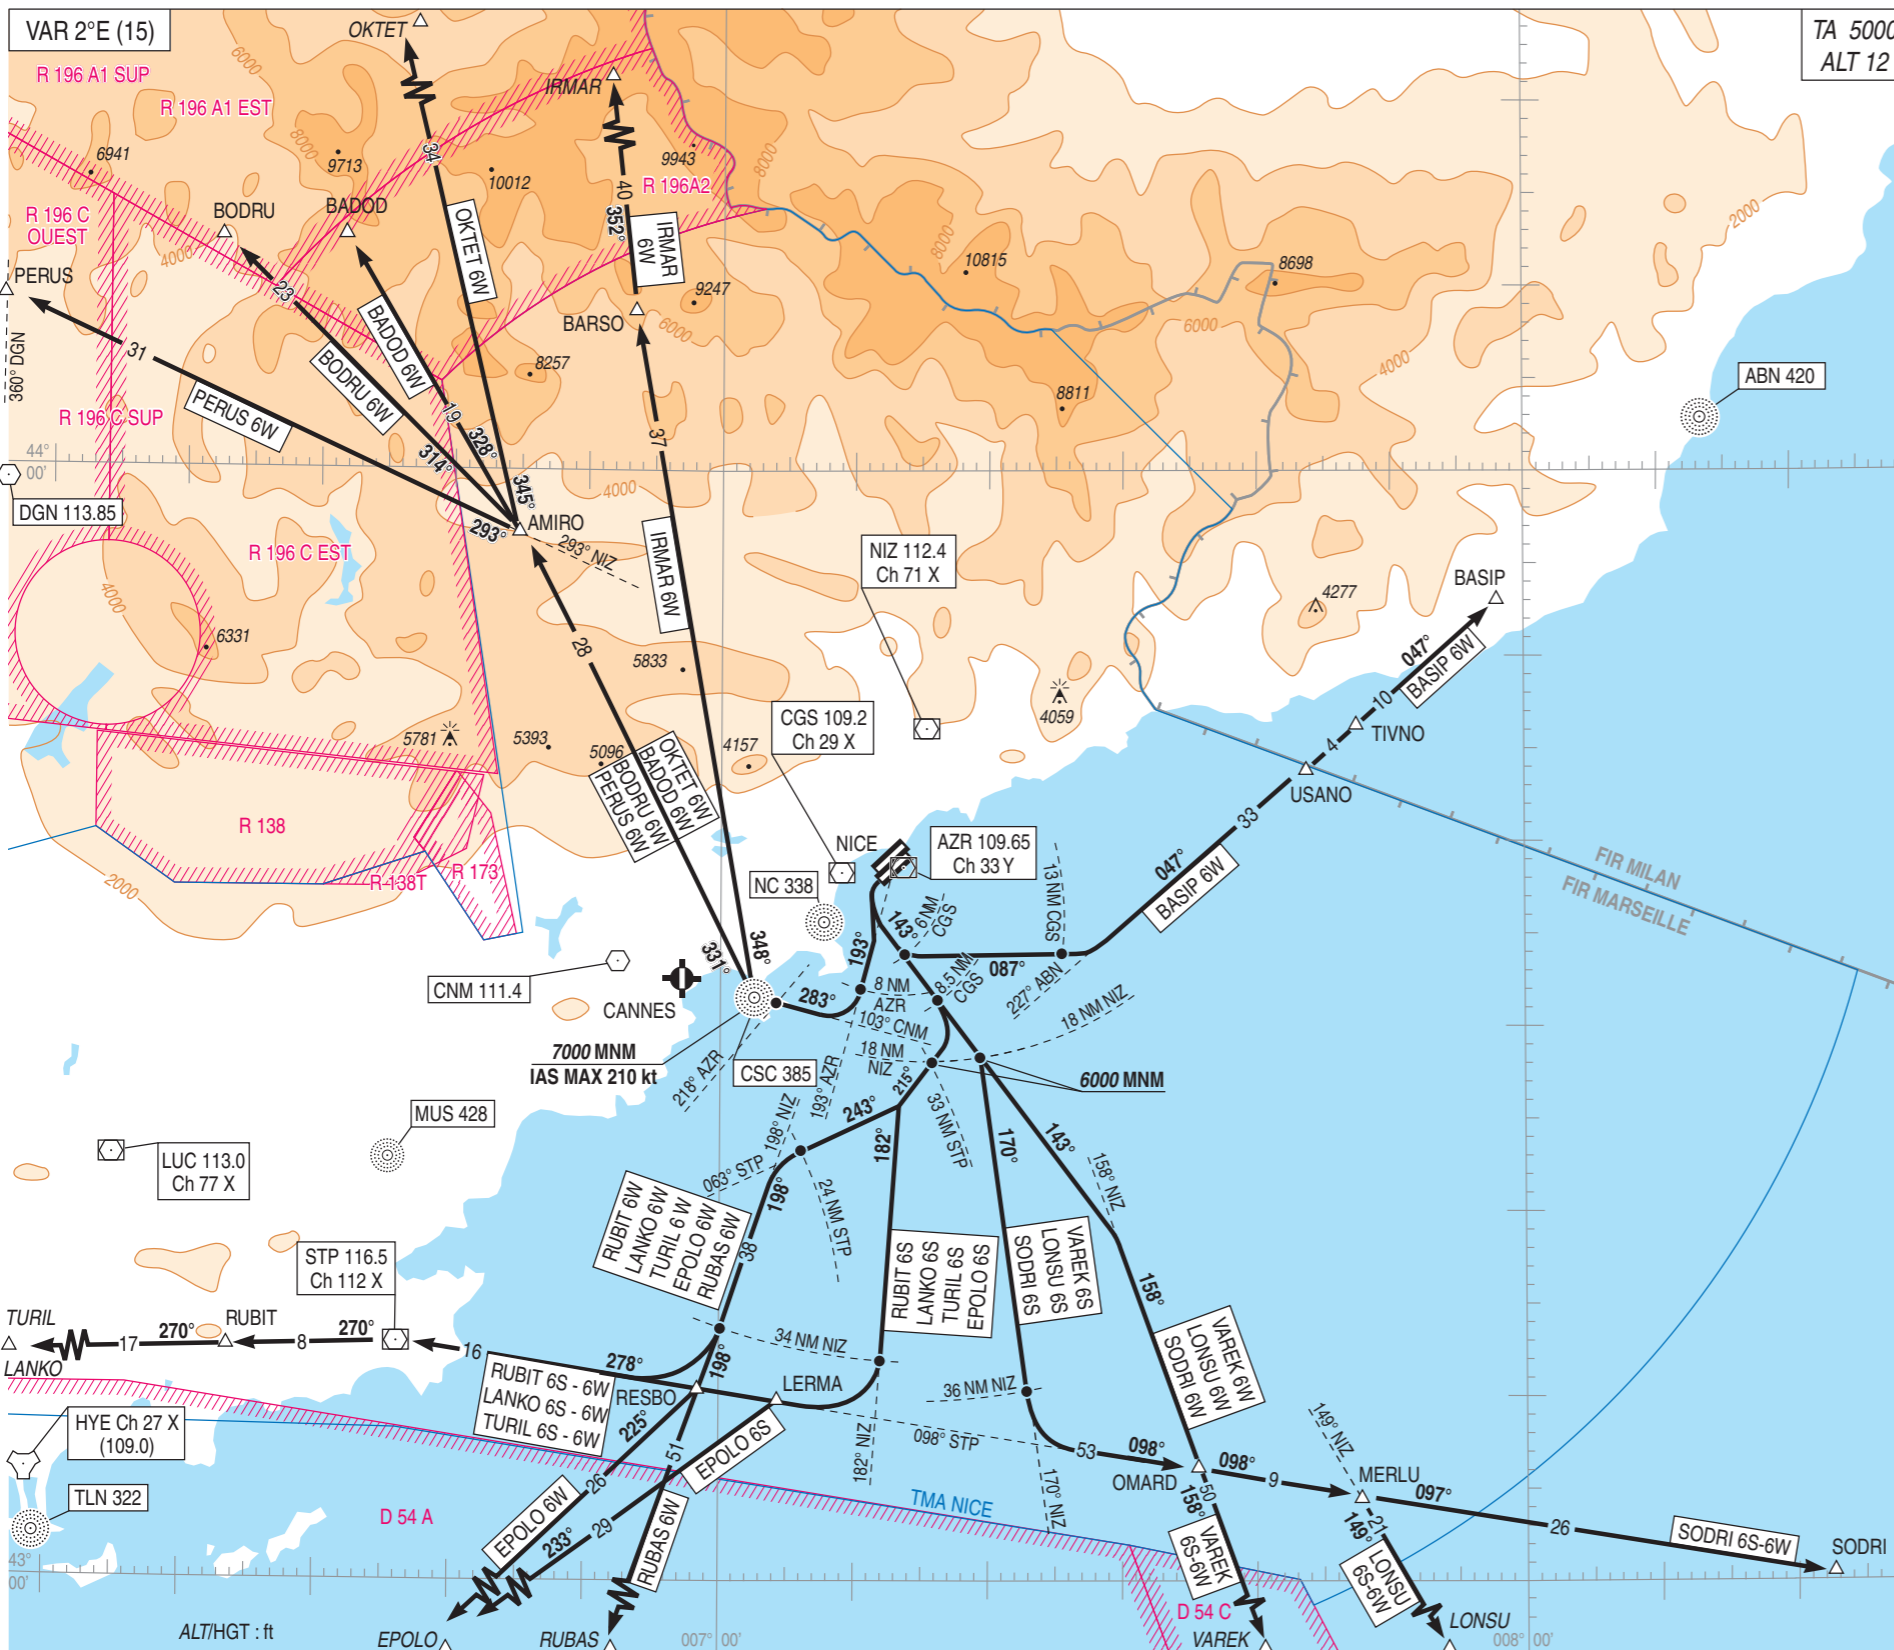 VAR 2°E (15)
TA 5000
ALT 12
OKTET
IRMAR
R 196 A1 SUP
R 196 A1 EST
6000
8000
6941
9713
10012
9943
8000
34
40
352°
R 196A2
R 196 C
OUEST
BODRU
BADOD
4000
PERUS
23
OKTET 6W
IRMAR
6W
9247
BARSO
6000
8000
10815
8698
6000
2000
4000
8811
ABN 420
360° DGN
31
BADOD 6W
BODRU 6W
PERUS 6W
8257
R 196 C SUP
19
328°
314°
37
44°
00'
DGN 113.85
345°
4000
AMIRO
293°
293° NIZ
R 196 C EST
4000
6331
IRMAR 6W
28
5833
NIZ 112.4
Ch 71 X
4277
4059
BASIP
047°
BASIP 6W
10
TIVNO
4
USANO
33
CGS 109.2
Ch 29 X
5781
5393
5096
4157
OKTET 6W
BADOD 6W
BODRU 6W
PERUS 6W
R 138
R 138T
R 173
2000
NICE
AZR 109.65
Ch 33 Y
NC 338
047°
BASIP 6W
FIR MILAN
FIR MARSEILLE
13 NM CGS
6 NM
CGS
143°
193°
087°
227° ABN
8.5 NM
CGS
8 NM
AZR
331°
348°
283°
103° CNM
18 NM NIZ
18 NM
NIZ
CNM 111.4
CANNES
7000 MNM
IAS MAX 210 kt
218° AZR
CSC 385
193° AZR
215°
6000 MNM
MUS 428
243°
198° NIZ
33 NM STP
182°
170°
143°
158° NIZ
LUC 113.0
Ch 77 X
063° STP
198°
24 NM STP
RUBIT 6W
LANKO 6W
TURIL 6 W
EPOLO 6W
RUBAS 6W
38
RUBIT 6S
LANKO 6S
TURIL 6S
EPOLO 6S
VAREK 6S
LONSU 6S
SODRI 6S
158°
VAREK 6W
LONSU 6W
SODRI 6W
STP 116.5
Ch 112 X
TURIL
RUBIT
17
270°
8
270°
LANKO
16
278°
34 NM NIZ
198°
RUBIT 6S - 6W
LANKO 6S - 6W
TURIL 6S - 6W
RESBO
LERMA
36 NM NIZ
HYE Ch 27 X
(109.0)
225°
51
EPOLO 6S
098° STP
182° NIZ
170° NIZ
53
098°
OMARD
098°
9
149° NIZ
MERLU
097°
TLN 322
D 54 A
EPOLO 6W
26
233°
29
RUBAS 6W
TMA NICE
50
158°
VAREK
6S-6W
21
149°
LONSU
6S-6W
26
SODRI 6S-6W
SODRI
43°
00'
D 54 C
ALT/HGT : ft
EPOLO
RUBAS
007° 00'
VAREK
LONSU
008° 00'